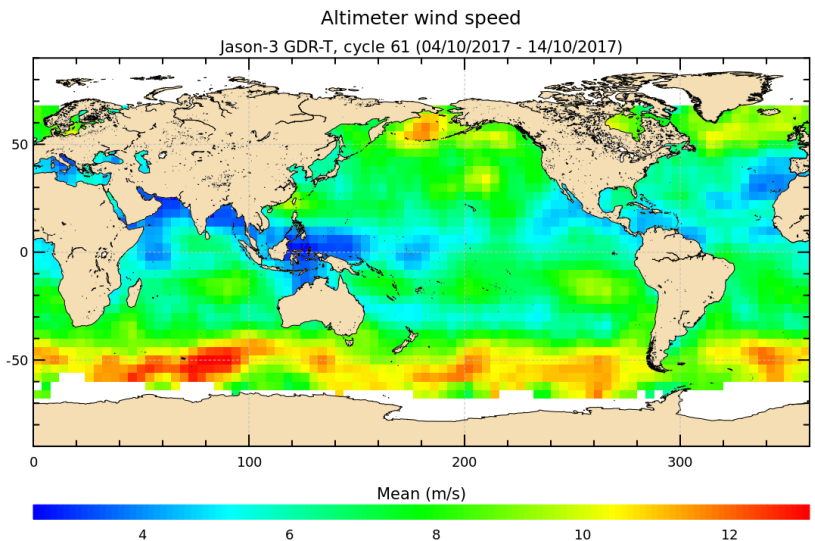 Altimeter wind speed
Jason-3 GDR-T, cycle 61 (04/10/2017 - 14/10/2017)
50
0
-50
0 100 200 300
Mean (m/s)
4 6 8 10 12